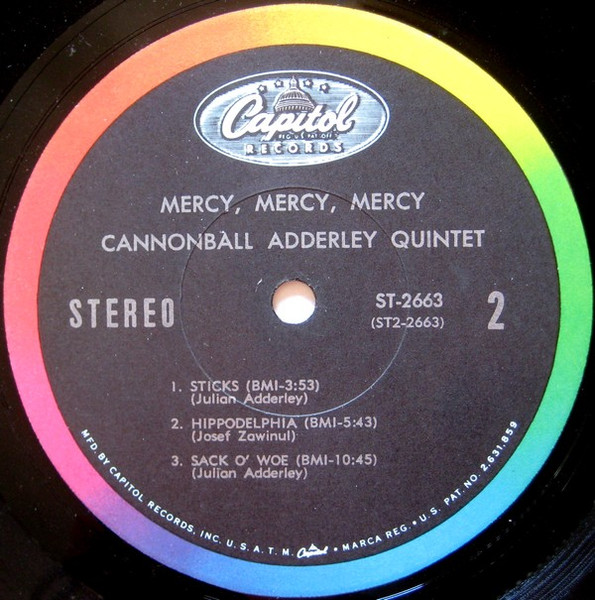 Capitol
REG. U.S. PAT. OFF.
RECORDS
MERCY, MERCY, MERCY
CANNONBALL ADDERLEY QUINTET
STEREO
ST-2663
(ST2-2663)
2
1. STICKS (BMI-3:53)
(Julian Adderley)
2. HIPPODELPHIA (BMI-5:43)
(Josef Zawinul)
3. SACK O' WOE (BMI-10:45)
(Julian Adderley)
MFD. BY CAPITOL RECORDS, INC. U. S. A. T. M. Capitol • MARCA REG. • U.S. PAT. NO. 2,631,859